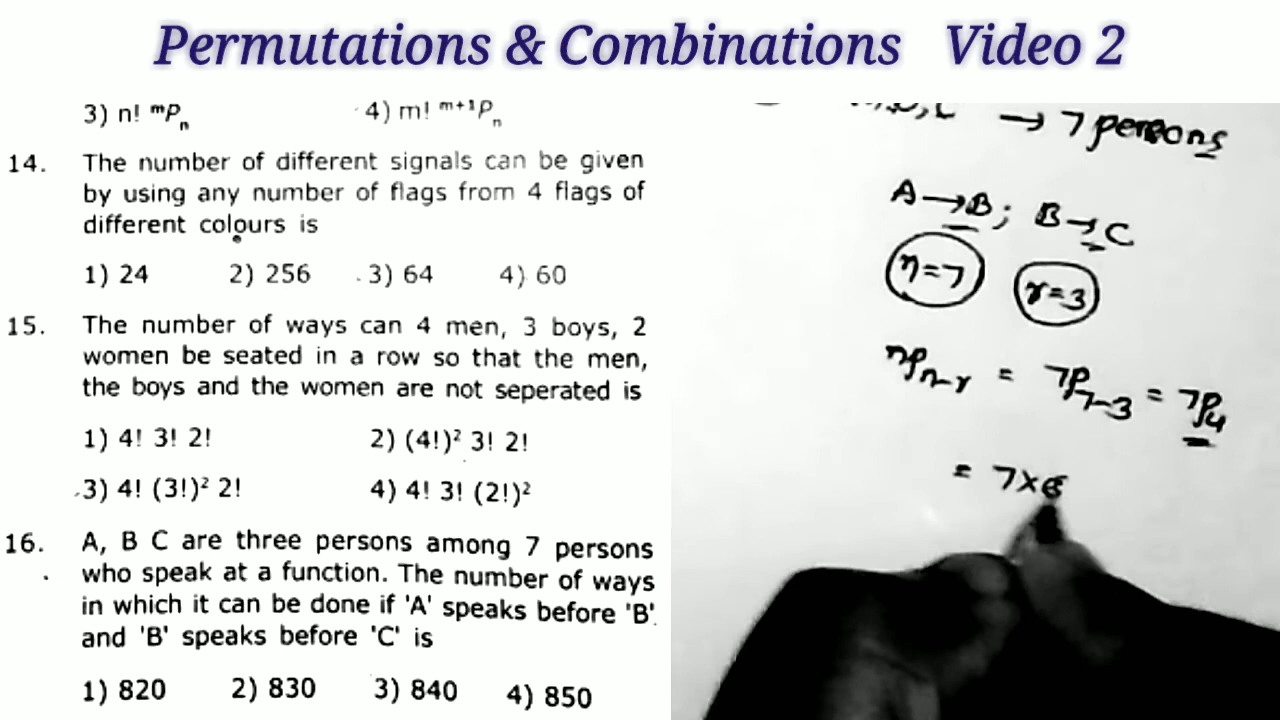 Permutations & Combinations Video 2
3) n! ᵐPₙ
4) m! ᵐ⁺¹Pₙ
14. The number of different signals can be given
by using any number of flags from 4 flags of
different colours is
1) 24 2) 256 3) 64 4) 60
15. The number of ways can 4 men, 3 boys, 2
women be seated in a row so that the men,
the boys and the women are not seperated is
1) 4! 3! 2! 2) (4!)² 3! 2!
3) 4! (3!)² 2! 4) 4! 3! (2!)²
16. A, B C are three persons among 7 persons
who speak at a function. The number of ways
in which it can be done if 'A' speaks before 'B'
and 'B' speaks before 'C' is
1) 820 2) 830 3) 840 4) 850
→ 7 persons
A→B; B→C
n=7 r=3
nPn-r = 7P7-3 = 7P4
= 7×6